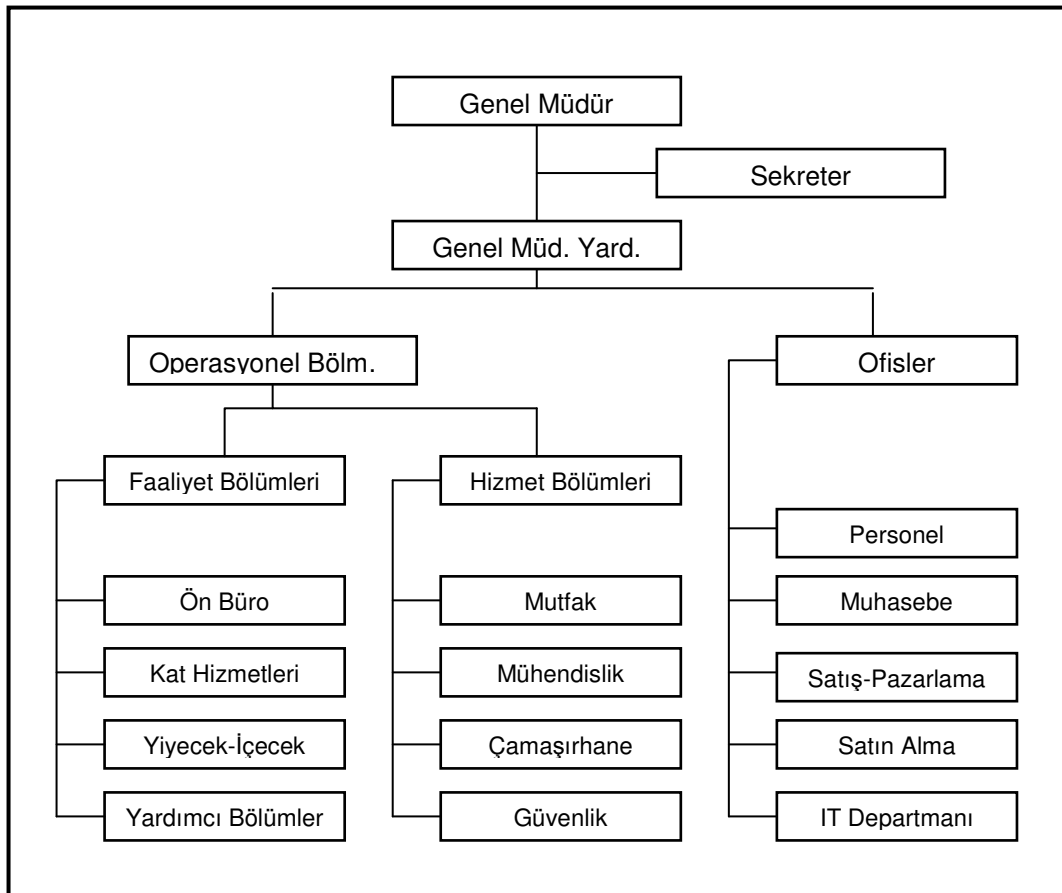 Genel Müdür
Sekreter
Genel Müd. Yard.
Operasyonel Bölm.
Ofisler
Faaliyet Bölümleri
Hizmet Bölümleri
Personel
Ön Büro
Mutfak
Muhasebe
Kat Hizmetleri
Mühendislik
Satış-Pazarlama
Yiyecek-İçecek
Çamaşırhane
Satın Alma
Yardımcı Bölümler
Güvenlik
IT Departmanı